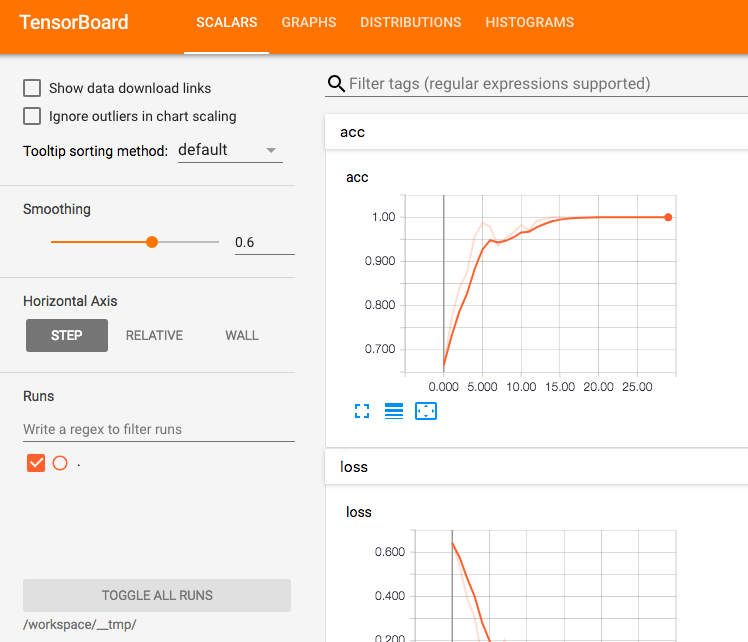 TensorBoard
SCALARS GRAPHS DISTRIBUTIONS HISTOGRAMS
Show data download links
Ignore outliers in chart scaling
Tooltip sorting method: default
Smoothing
0.6
Horizontal Axis
STEP RELATIVE WALL
Runs
Write a regex to filter runs
.
TOGGLE ALL RUNS
/workspace/__tmp/
Filter tags (regular expressions supported)
acc
acc
1.00
0.900
0.800
0.700
0.000 5.000 10.00 15.00 20.00 25.00
loss
loss
0.600
0.400
0.200